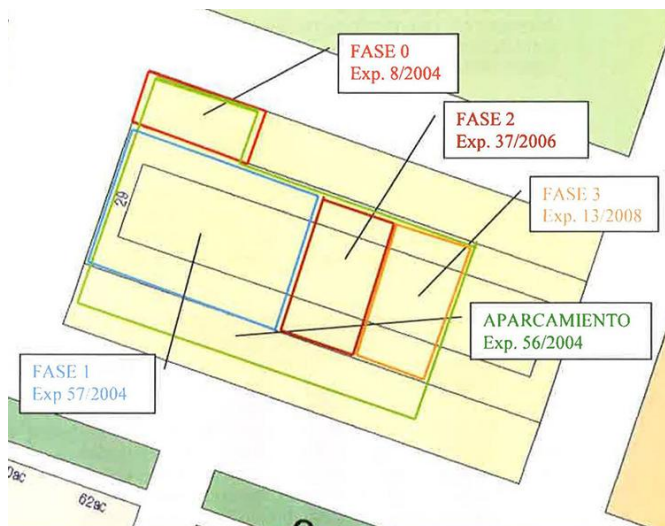 FASE 0
Exp. 8/2004
FASE 2
Exp. 37/2006
29
FASE 3
Exp. 13/2008
APARCAMIENTO
Exp. 56/2004
FASE 1
Exp 57/2004
62ac